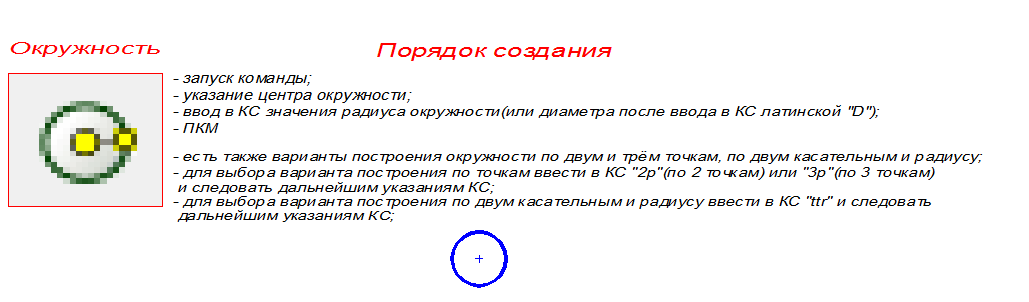 Окружность
Порядок создания
- запуск команды;
- указание центра окружности;
- ввод в КС значения радиуса окружности(или диаметра после ввода в КС латинской "D");
- ПКМ
- есть также варианты построения окружности по двум и трём точкам, по двум касательным и радиусу;
- для выбора варианта построения по точкам ввести в КС "2p"(по 2 точкам) или "3p"(по 3 точкам)
и следовать дальнейшим указаниям КС;
- для выбора варианта построения по двум касательным и радиусу ввести в КС "ttr" и следовать
дальнейшим указаниям КС;